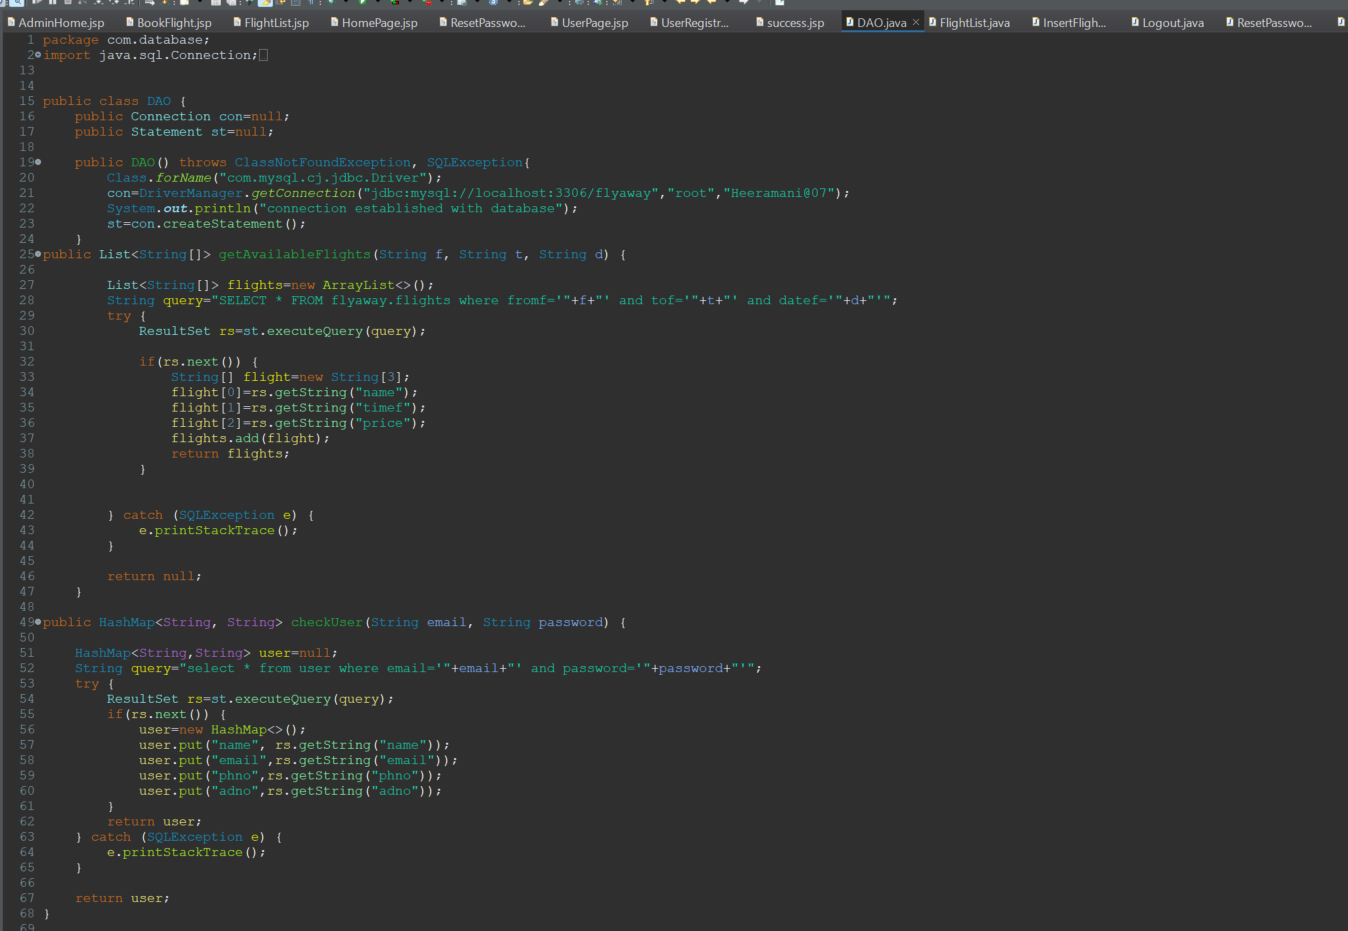 AdminHome.jsp BookFlight.jsp FlightList.jsp HomePage.jsp ResetPasswo... UserPage.jsp UserRegistr... success.jsp DAO.java × FlightList.java InsertFligh... Logout.java ResetPasswo...
1 package com.database;
2 import java.sql.Connection;
13
14
15 public class DAO {
16 public Connection con=null;
17 public Statement st=null;
18
19 public DAO() throws ClassNotFoundException, SQLException{
20 Class.forName("com.mysql.cj.jdbc.Driver");
21 con=DriverManager.getConnection("jdbc:mysql://localhost:3306/flyaway","root","Heeramani@07");
22 System.out.println("connection established with database");
23 st=con.createStatement();
24 }
25 public List<String[]> getAvailableFlights(String f, String t, String d) {
26
27 List<String[]> flights=new ArrayList<>();
28 String query="SELECT * FROM flyaway.flights where fromf='"+f+"' and tof='"+t+"' and datef='"+d+"'";
29 try {
30 ResultSet rs=st.executeQuery(query);
31
32 if(rs.next()) {
33 String[] flight=new String[3];
34 flight[0]=rs.getString("name");
35 flight[1]=rs.getString("timef");
36 flight[2]=rs.getString("price");
37 flights.add(flight);
38 return flights;
39 }
40
41
42 } catch (SQLException e) {
43 e.printStackTrace();
44 }
45
46 return null;
47 }
48
49 public HashMap<String, String> checkUser(String email, String password) {
50
51 HashMap<String,String> user=null;
52 String query="select * from user where email='"+email+"' and password='"+password+"'";
53 try {
54 ResultSet rs=st.executeQuery(query);
55 if(rs.next()) {
56 user=new HashMap<>();
57 user.put("name", rs.getString("name"));
58 user.put("email",rs.getString("email"));
59 user.put("phno",rs.getString("phno"));
60 user.put("adno",rs.getString("adno"));
61 }
62 return user;
63 } catch (SQLException e) {
64 e.printStackTrace();
65 }
66
67 return user;
68 }
69